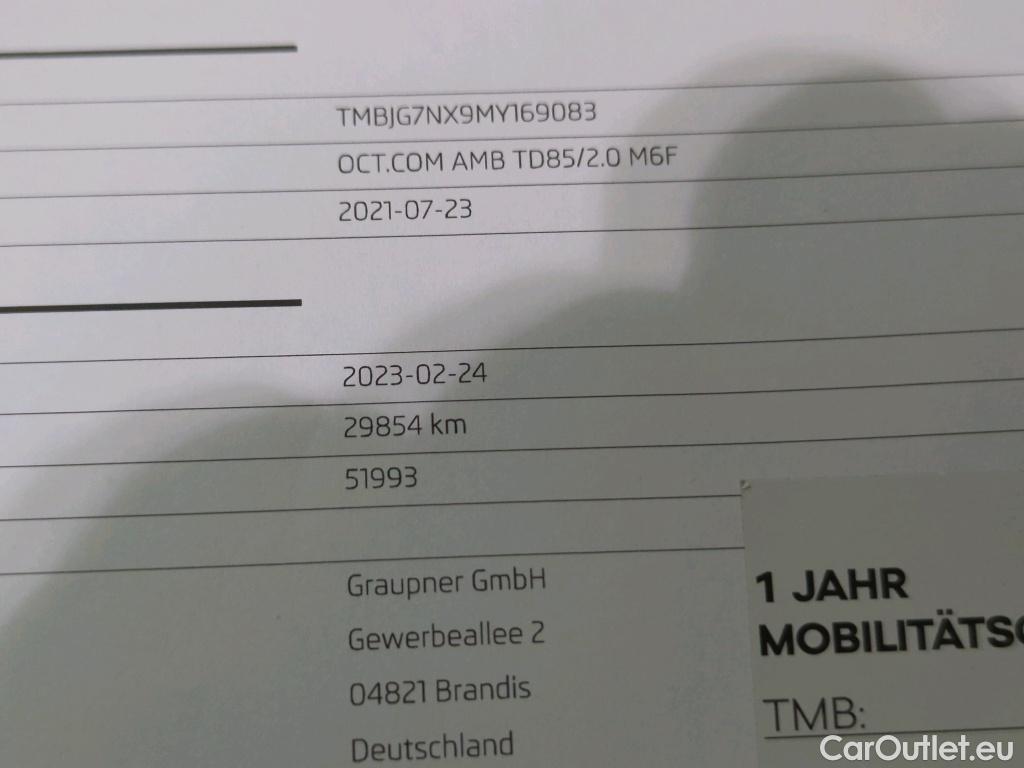 TMBJG7NX9MY169083
OCT.COM AMB TD85/2.0 M6F
2021-07-23
2023-02-24
29854 km
51993
Graupner GmbH
Gewerbeallee 2
04821 Brandis
Deutschland
1 JAHR
MOBILITÄTSG
TMB:
CarOutlet.eu